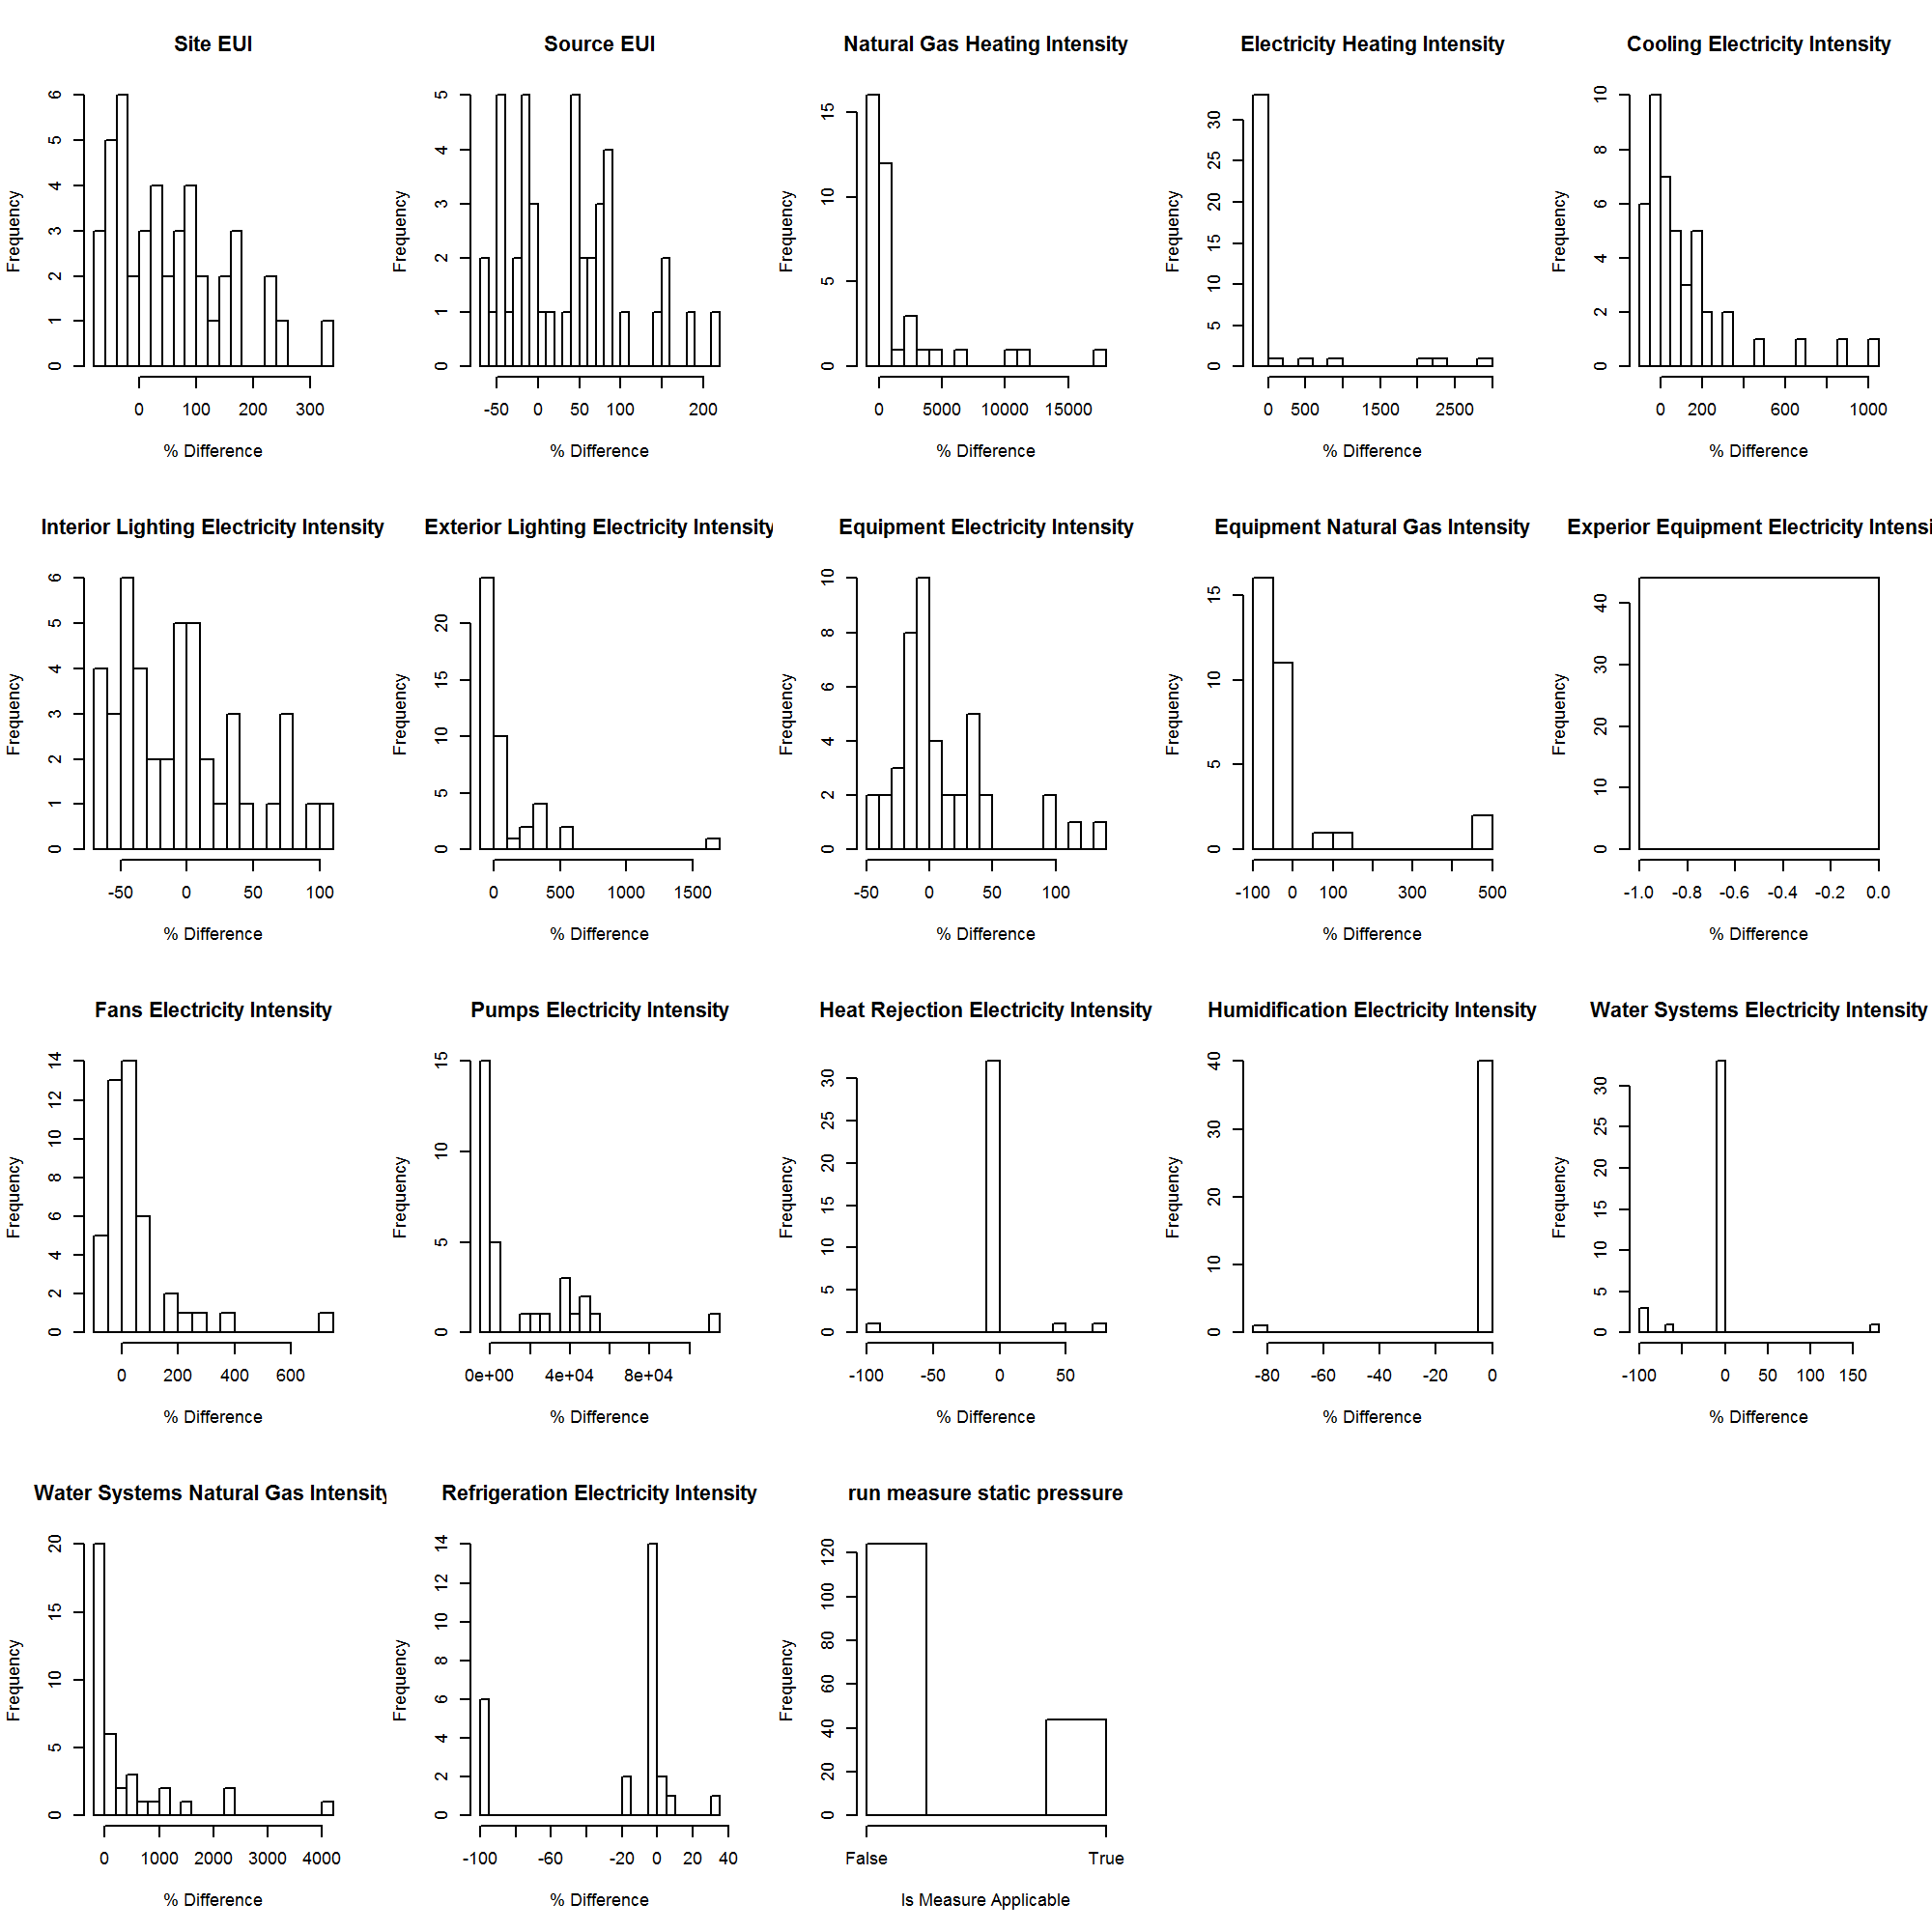 Site EUI
6
5
4
3
2
1
0
Frequency
0 100 200 300
% Difference
Source EUI
5
4
3
2
1
0
Frequency
-50 0 50 100 200
% Difference
Natural Gas Heating Intensity
15
10
5
0
Frequency
0 5000 10000 15000
% Difference
Electricity Heating Intensity
30
25
20
15
10
5
0
Frequency
0 500 1500 2500
% Difference
Cooling Electricity Intensity
10
8
6
4
2
0
Frequency
0 200 600 1000
% Difference
Interior Lighting Electricity Intensity
6
5
4
3
2
1
0
Frequency
-50 0 50 100
% Difference
Exterior Lighting Electricity Intensity
20
15
10
5
0
Frequency
0 500 1000 1500
% Difference
Equipment Electricity Intensity
10
8
6
4
2
0
Frequency
-50 0 50 100
% Difference
Equipment Natural Gas Intensity
15
10
5
0
Frequency
-100 0 100 300 500
% Difference
Experior Equipment Electricity Intensi
40
30
20
10
0
Frequency
-1.0 -0.8 -0.6 -0.4 -0.2 0.0
% Difference
Fans Electricity Intensity
14
12
10
8
6
4
2
0
Frequency
0 200 400 600
% Difference
Pumps Electricity Intensity
15
10
5
0
Frequency
0e+00 4e+04 8e+04
% Difference
Heat Rejection Electricity Intensity
30
25
20
15
10
5
0
Frequency
-100 -50 0 50
% Difference
Humidification Electricity Intensity
40
30
20
10
0
Frequency
-80 -60 -40 -20 0
% Difference
Water Systems Electricity Intensity
30
25
20
15
10
5
0
Frequency
-100 0 50 100 150
% Difference
Water Systems Natural Gas Intensity
20
15
10
5
0
Frequency
0 1000 2000 3000 4000
% Difference
Refrigeration Electricity Intensity
14
12
10
8
6
4
2
0
Frequency
-100 -60 -20 0 20 40
% Difference
run measure static pressure
120
100
80
60
40
20
0
Frequency
False True
Is Measure Applicable